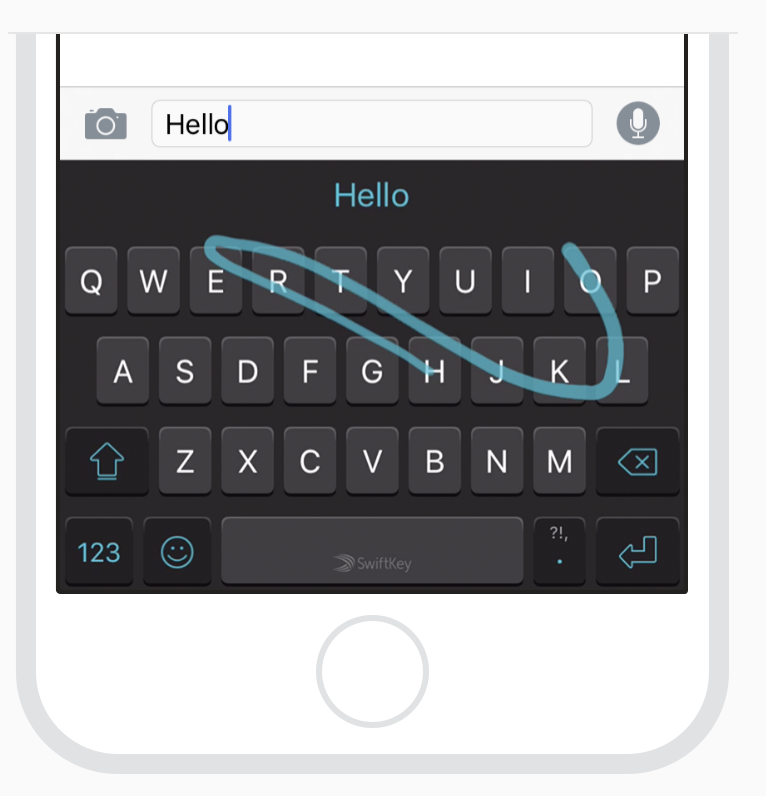 Hello
Hello
Q W E R T Y U I O P
A S D F G H J K L
Z X C V B N M
?!,
123 SwiftKey .